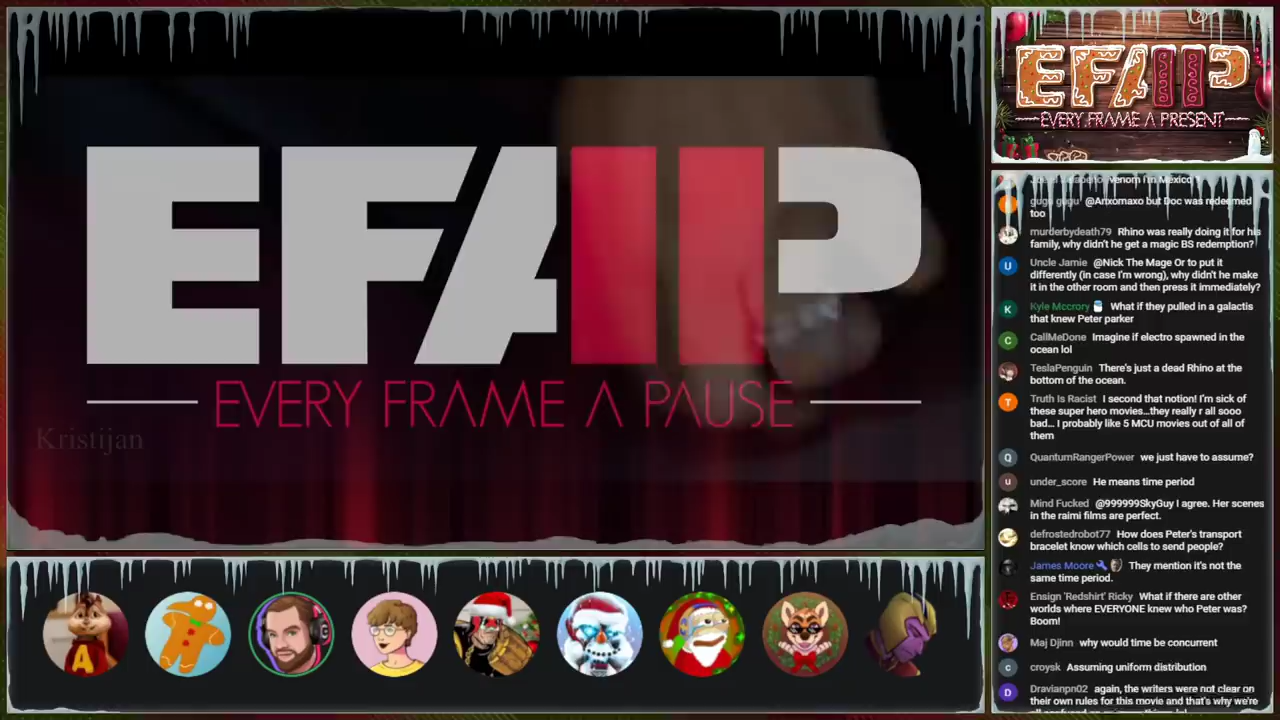 EFAP
EVERY FRAME A PAUSE
Kristijan
EFAP
EVERY FRAME A PRESENT
Venom I'm Mexico ?
gugu gugu @Anxomaxo but Doc was redeemed
too
murderbydeath79 Rhino was really doing it for his
family, why didn't he get a magic BS redemption?
Uncle Jamie @Nick The Mage Or to put it
differently (in case I'm wrong), why didn't he make
it in the other room and then press it immediately?
Kyle Mccrory What if they pulled in a galactis
that knew Peter parker
CallMeDone Imagine if electro spawned in the
ocean lol
TeslaPenguin There's just a dead Rhino at the
bottom of the ocean.
Truth Is Racist I second that notion! I'm sick of
these super hero movies...they really r all sooo
bad... I probably like 5 MCU movies out of all of
them
QuantumRangerPower we just have to assume?
under_score He means time period
Mind Fucked @999999SkyGuy I agree. Her scenes
in the raimi films are perfect.
defrostedrobot77 How does Peter's transport
bracelet know which cells to send people?
James Moore They mention it's not the
same time period.
Ensign 'Redshirt' Ricky What if there are other
worlds where EVERYONE knew who Peter was?
Boom!
Maj Djinn why would time be concurrent
croysk Assuming uniform distribution
Dravianpn02 again, the writers were not clear on
their own rules for this movie and that's why we're